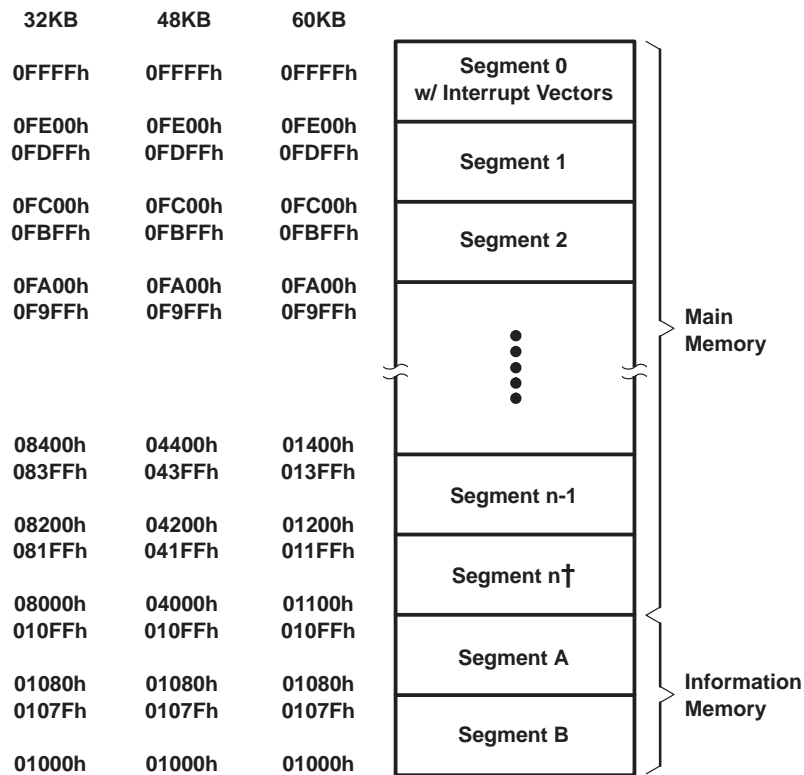 32KB 48KB 60KB
0FFFFh 0FFFFh 0FFFFh Segment 0
w/ Interrupt Vectors
0FE00h 0FE00h 0FE00h
0FDFFh 0FDFFh 0FDFFh
Segment 1
0FC00h 0FC00h 0FC00h
0FBFFh 0FBFFh 0FBFFh
Segment 2
0FA00h 0FA00h 0FA00h
0F9FFh 0F9FFh 0F9FFh
Main
Memory
08400h 04400h 01400h
083FFh 043FFh 013FFh
Segment n-1
08200h 04200h 01200h
081FFh 041FFh 011FFh
Segment n†
08000h 04000h 01100h
010FFh 010FFh 010FFh
Segment A
01080h 01080h 01080h Information
0107Fh 0107Fh 0107Fh Memory
Segment B
01000h 01000h 01000h